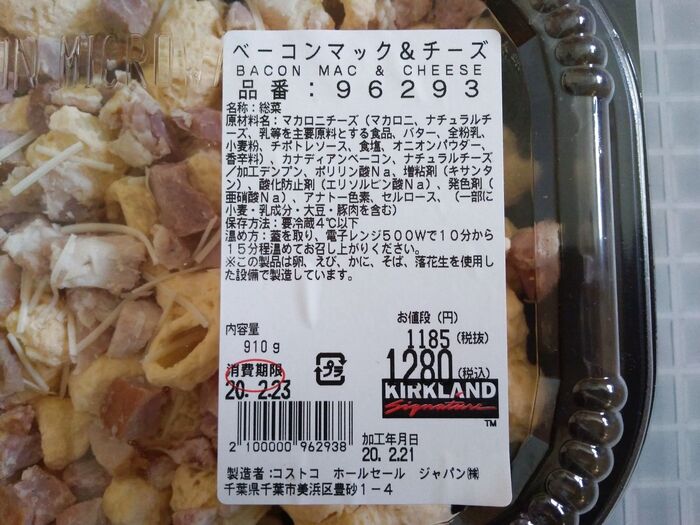 ON MICROW
ベーコンマック&チーズ
BACON MAC & CHEESE
品番:96293
名称:総菜
原材料名:マカロニチーズ(マカロニ、ナチュラルチ
ーズ、乳等を主要原料とする食品、バター、全粉乳、
小麦粉、チポトレソース、食塩、オニオンパウダー、
香辛料)、カナディアンベーコン、ナチュラルチーズ
/加工デンプン、ポリリン酸Na、増粘剤(キサンタ
ン)、酸化防止剤(エリソルビン酸Na)、発色剤(
亜硝酸Na)、アナトー色素、セルロース、(一部に
小麦・乳成分・大豆・豚肉を含む)
保存方法:要冷蔵4℃以下
温め方:蓋を取り、電子レンジ500Wで10分から
15分程温めてお召し上がりください。
※この製品は卵、えび、かに、そば、落花生を使用し
た設備で製造しています。
内容量
910g
お値段(円)
1185(税抜)
1280(税込)
消費期限
20.2.23
プラ
KIRKLAND
Signature
TM
2 100000 962938
加工年月日
20.2.21
製造者:コストコ ホールセール ジャパン㈱
千葉県千葉市美浜区豊砂1-4